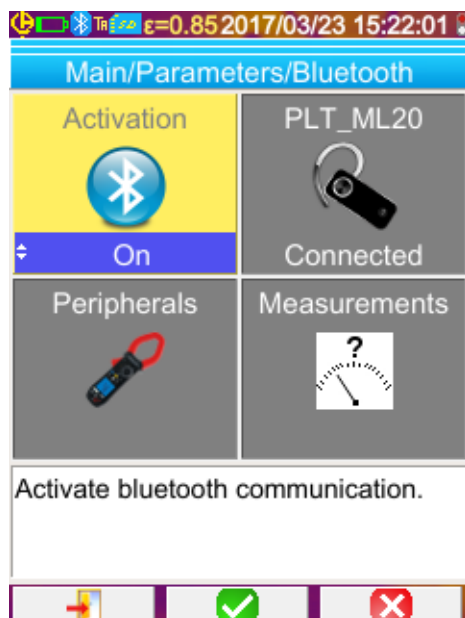 ε=0.85 2017/03/23 15:22:01
Main/Parameters/Bluetooth
Activation
On
PLT_ML20
Connected
Peripherals
Measurements
?
Activate bluetooth communication.